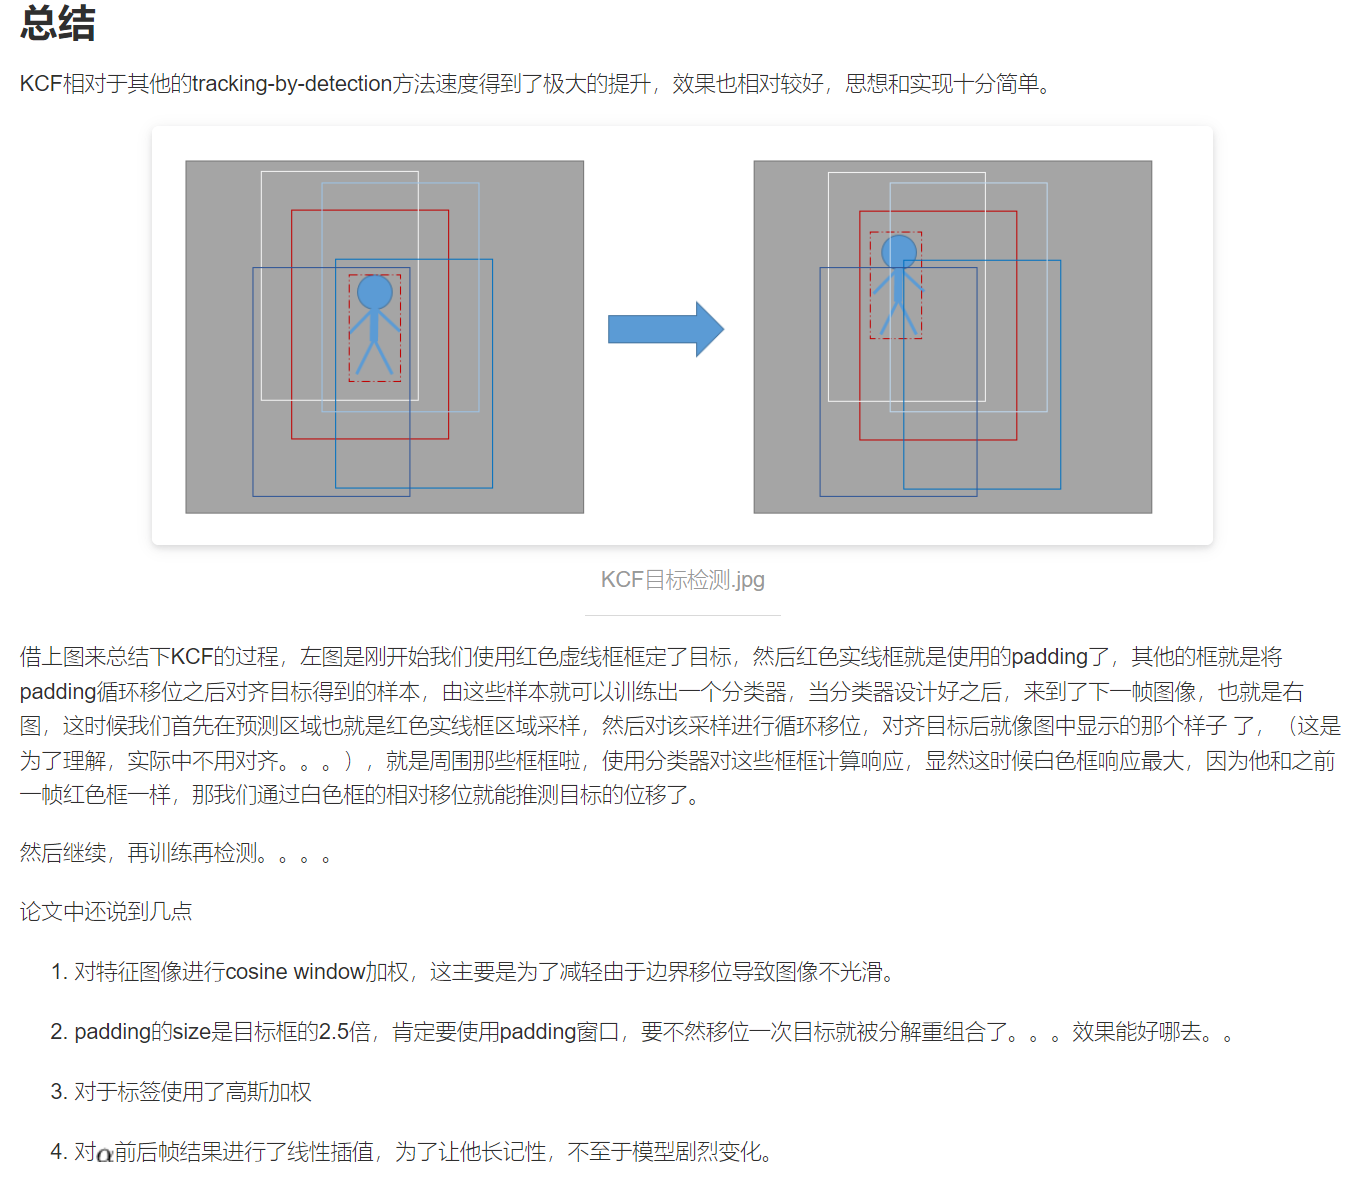 总结
KCF相对于其他的tracking-by-detection方法速度得到了极大的提升，效果也相对较好，思想和实现十分简单。
KCF目标检测.jpg
借上图来总结下KCF的过程，左图是刚开始我们使用红色虚线框框定了目标，然后红色实线框就是使用的padding了，其他的框就是将
padding循环移位之后对齐目标得到的样本，由这些样本就可以训练出一个分类器，当分类器设计好之后，来到了下一帧图像，也就是右
图，这时候我们首先在预测区域也就是红色实线框区域采样，然后对该采样进行循环移位，对齐目标后就像图中显示的那个样子 了，（这是
为了理解，实际中不用对齐。。。），就是周围那些框框啦，使用分类器对这些框框计算响应，显然这时候白色框响应最大，因为他和之前
一帧红色框一样，那我们通过白色框的相对移位就能推测目标的位移了。
然后继续，再训练再检测。。。。
论文中还说到几点
1. 对特征图像进行cosine window加权，这主要是为了减轻由于边界移位导致图像不光滑。
2. padding的size是目标框的2.5倍，肯定要使用padding窗口，要不然移位一次目标就被分解重组合了。。。效果能好哪去。。
3. 对于标签使用了高斯加权
4. 对α前后帧结果进行了线性插值，为了让他长记性，不至于模型剧烈变化。